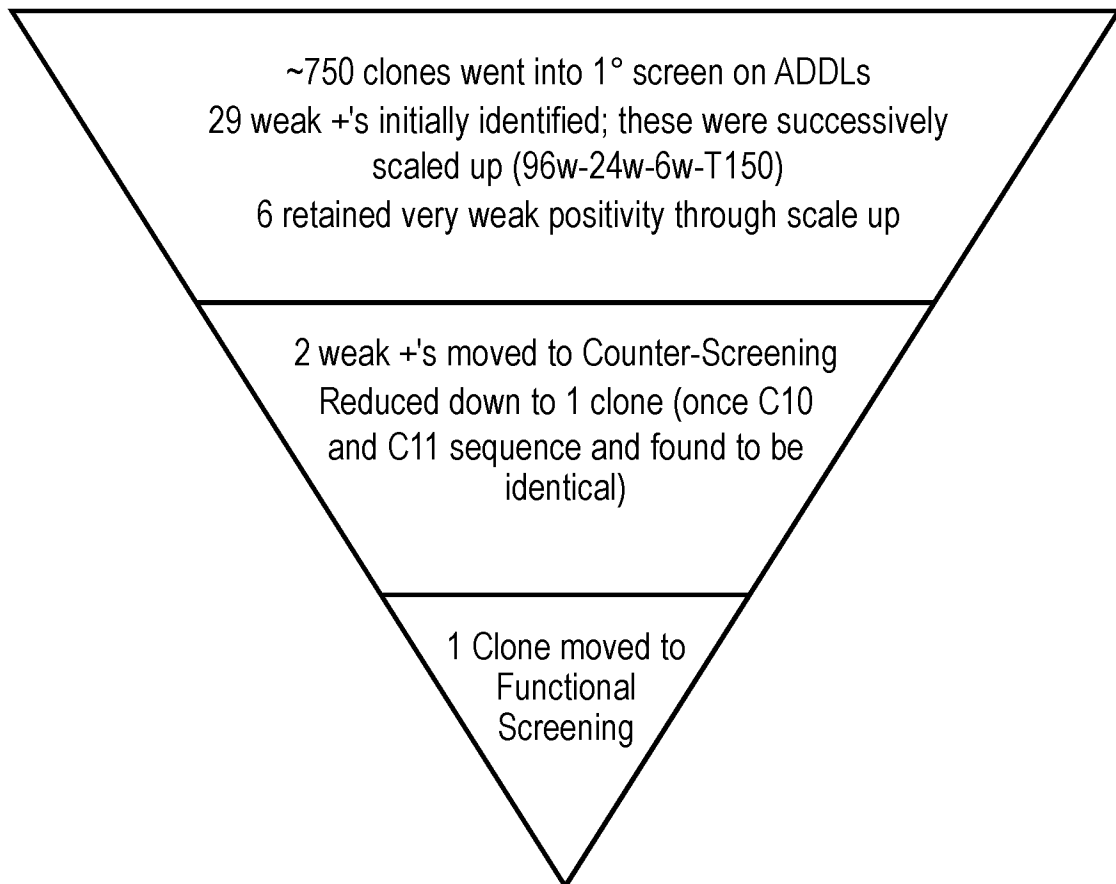 ~750 clones went into 1° screen on ADDLs
29 weak +'s initially identified; these were successively
scaled up (96w-24w-6w-T150)
6 retained very weak positivity through scale up
2 weak +'s moved to Counter-Screening
Reduced down to 1 clone (once C10
and C11 sequence and found to be
identical)
1 Clone moved to
Functional
Screening